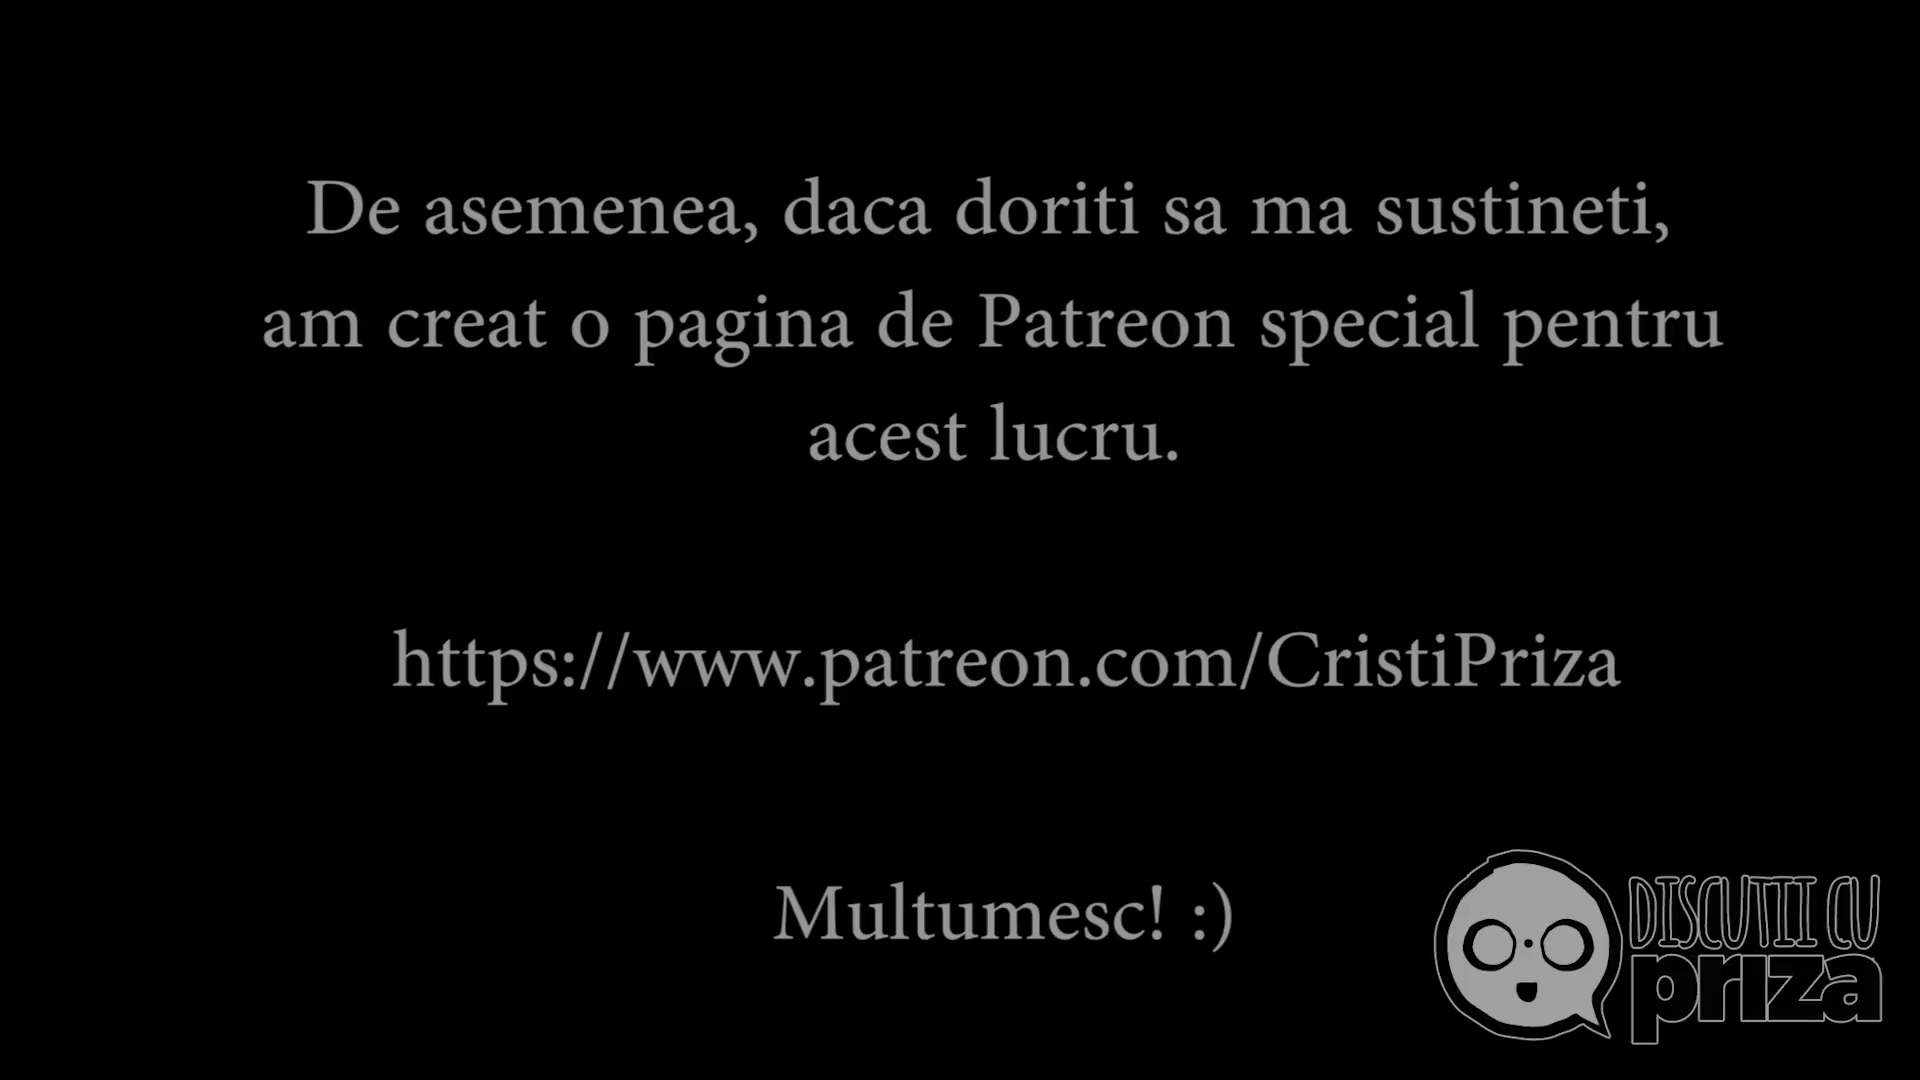 De asemenea, daca doriti sa ma sustineti,
am creat o pagina de Patreon special pentru
acest lucru.
https://www.patreon.com/CristiPriza
Multumesc! :)
DISCUTII CU
priza